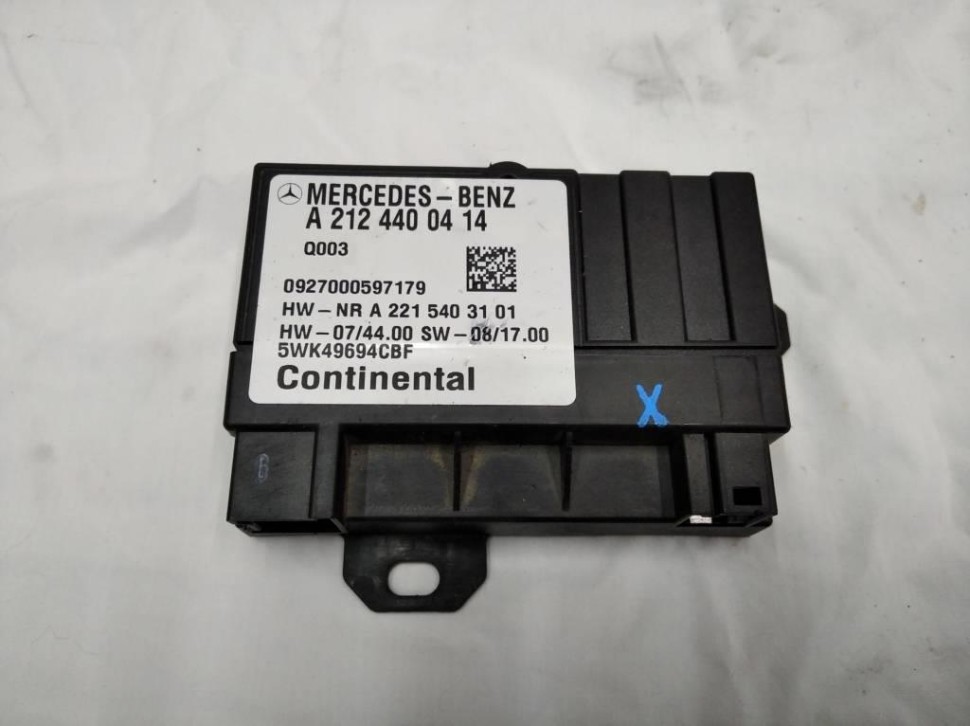 MERCEDES-BENZ
A 212 440 04 14
Q003
0927000597179
HW-NR A 221 540 31 01
HW-07/44.00 SW-08/17.00
5WK49694CBF
Continental
X